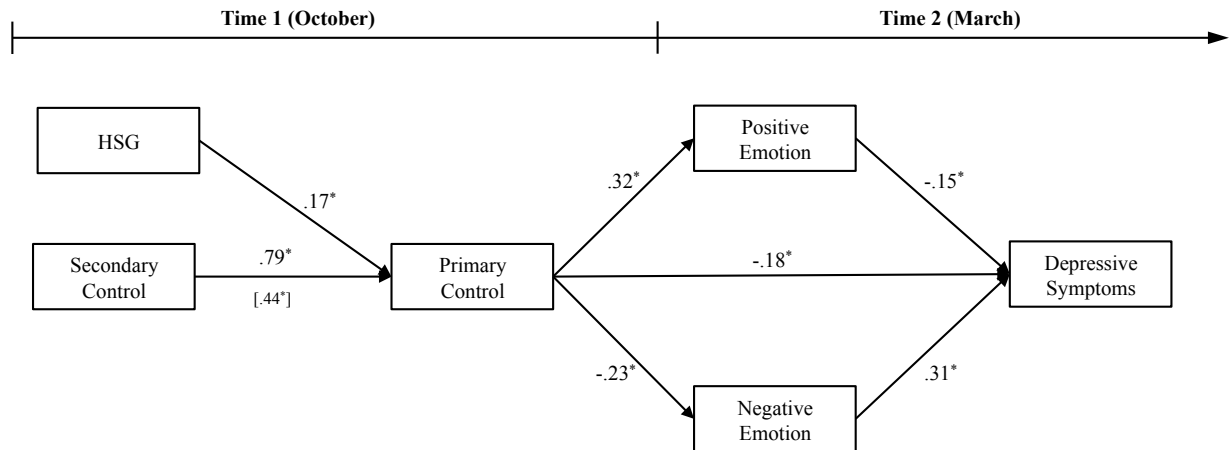 Time 1 (October)
Time 2 (March)
HSG
Positive
Emotion
.17*
.32*
-.15*
Secondary
Control
.79*
[.44*]
Primary
Control
-.18*
Depressive
Symptoms
-.23*
.31*
Negative
Emotion